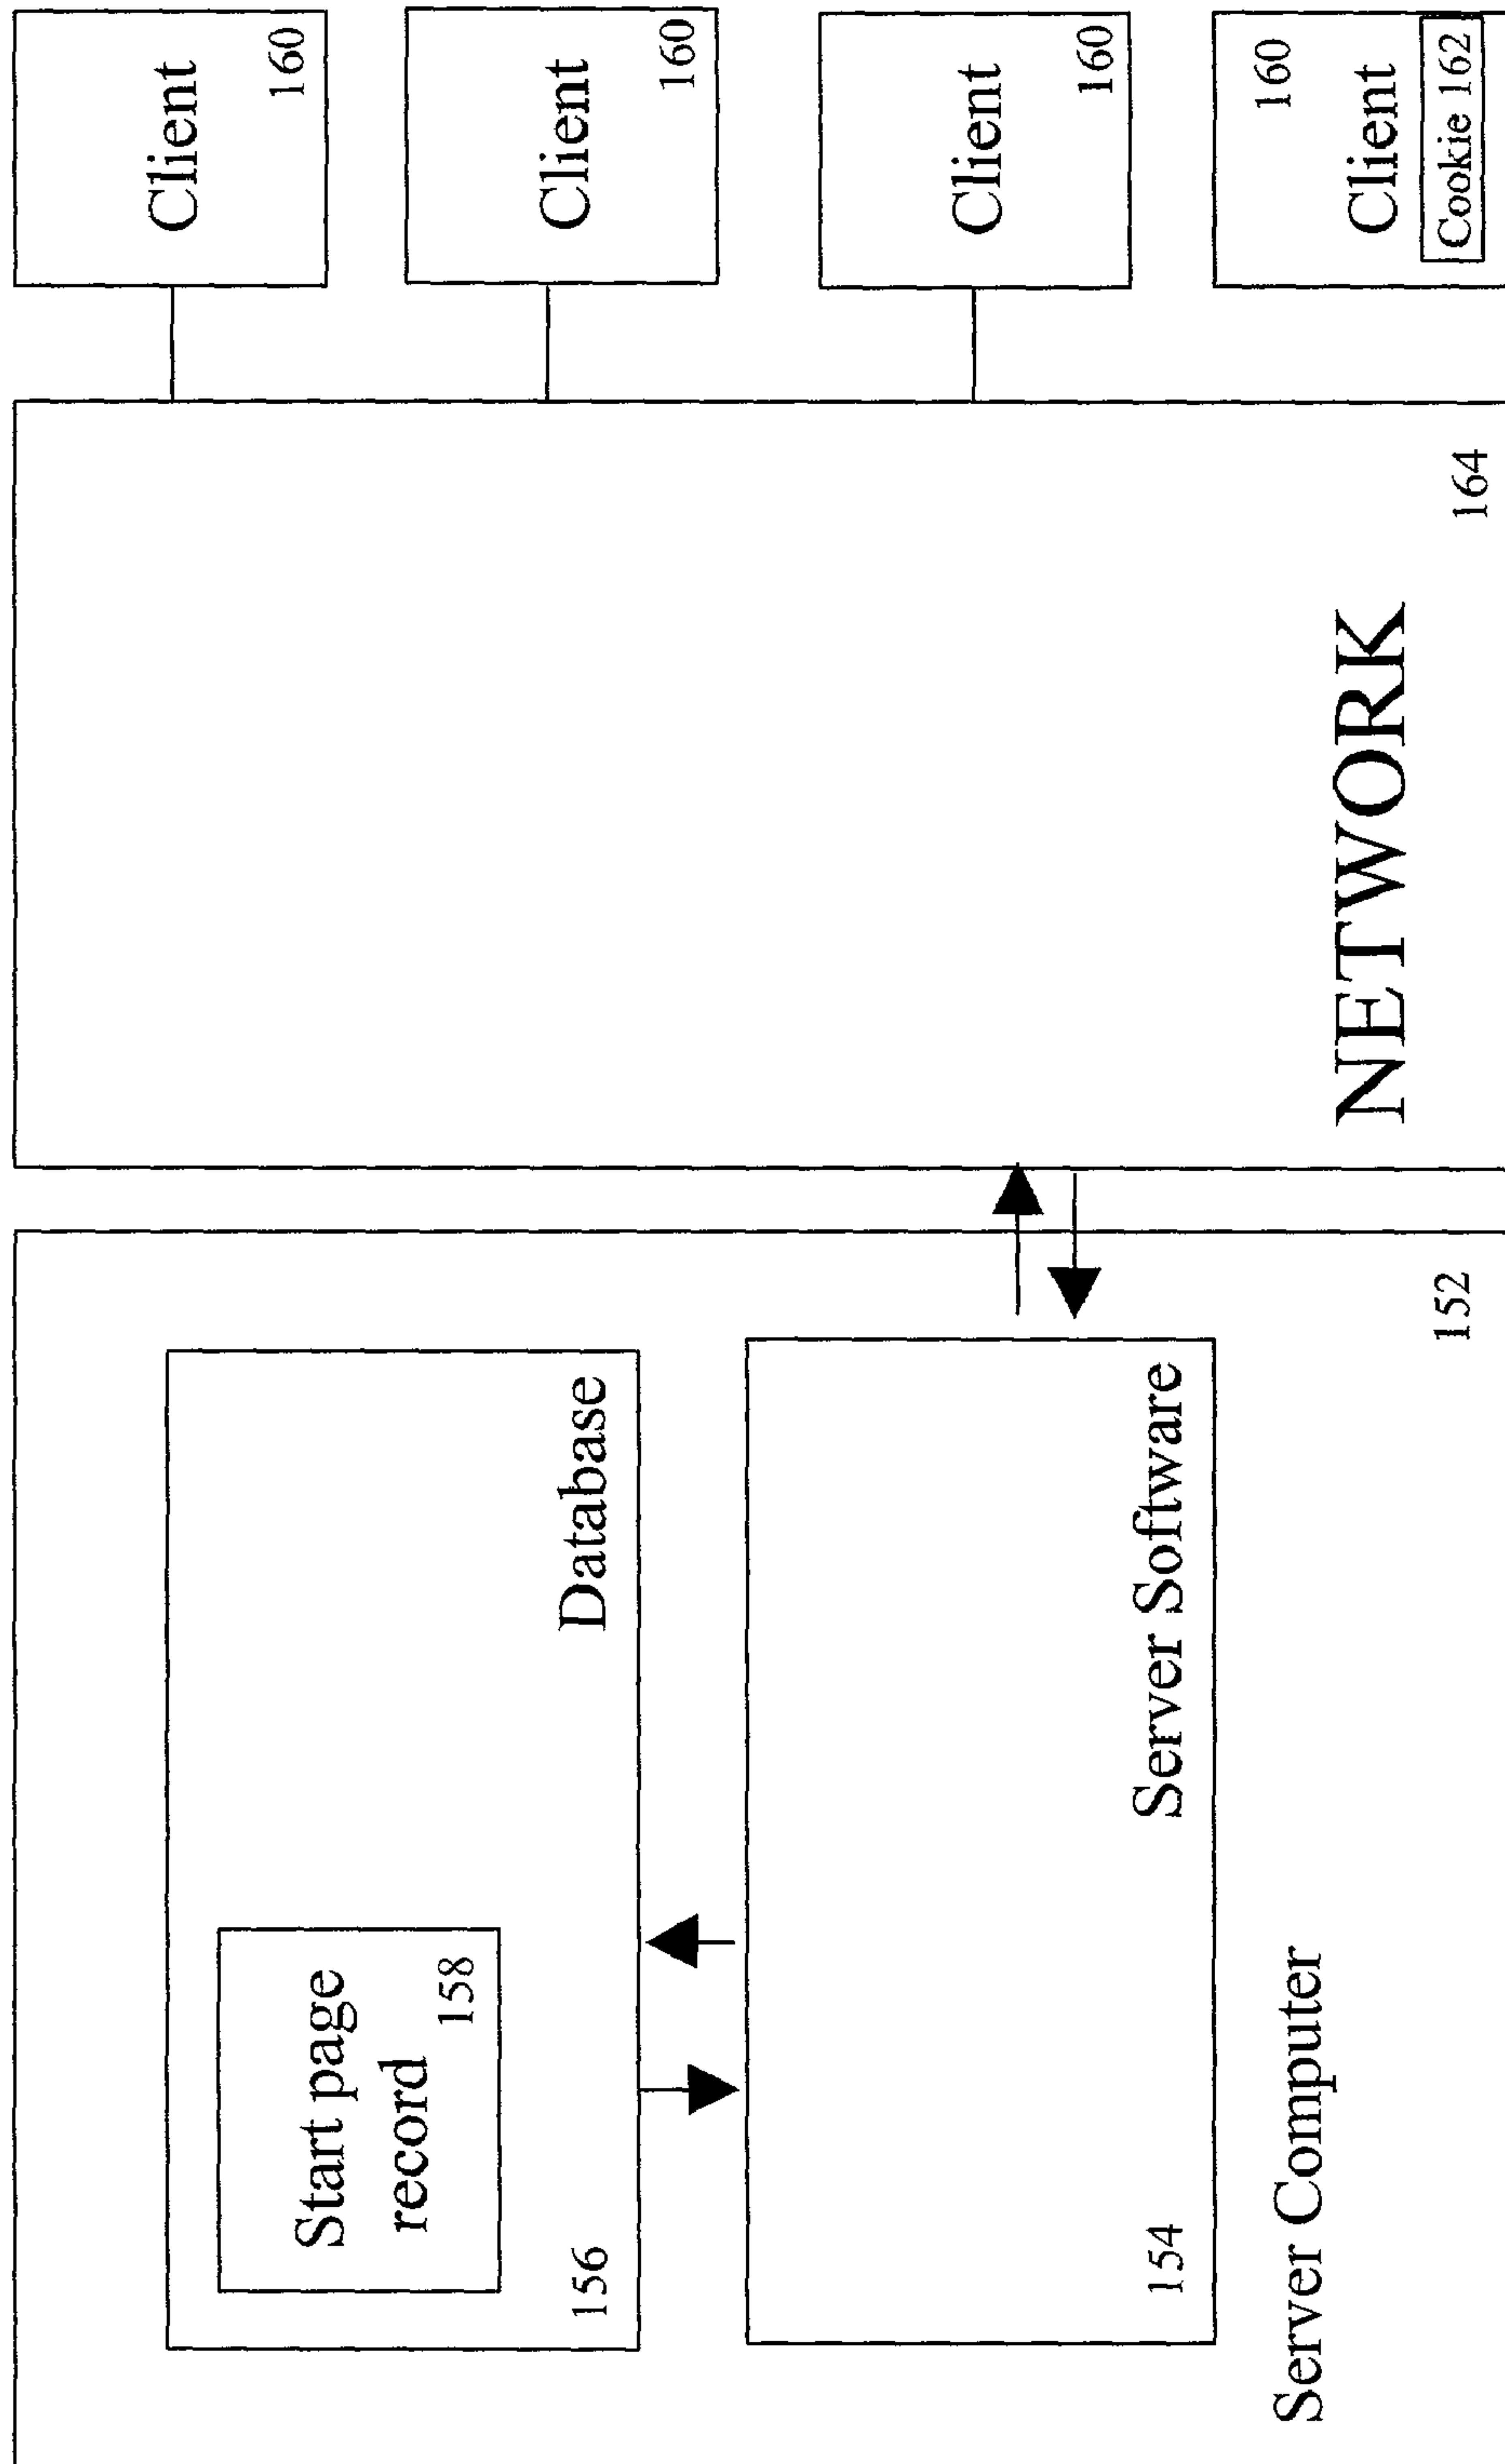 Start page
record
158
156
Database
154
Server Software
Server Computer
152
NETWORK
164
Client
160
Client
160
Client
160
160
Client
Cookie 162